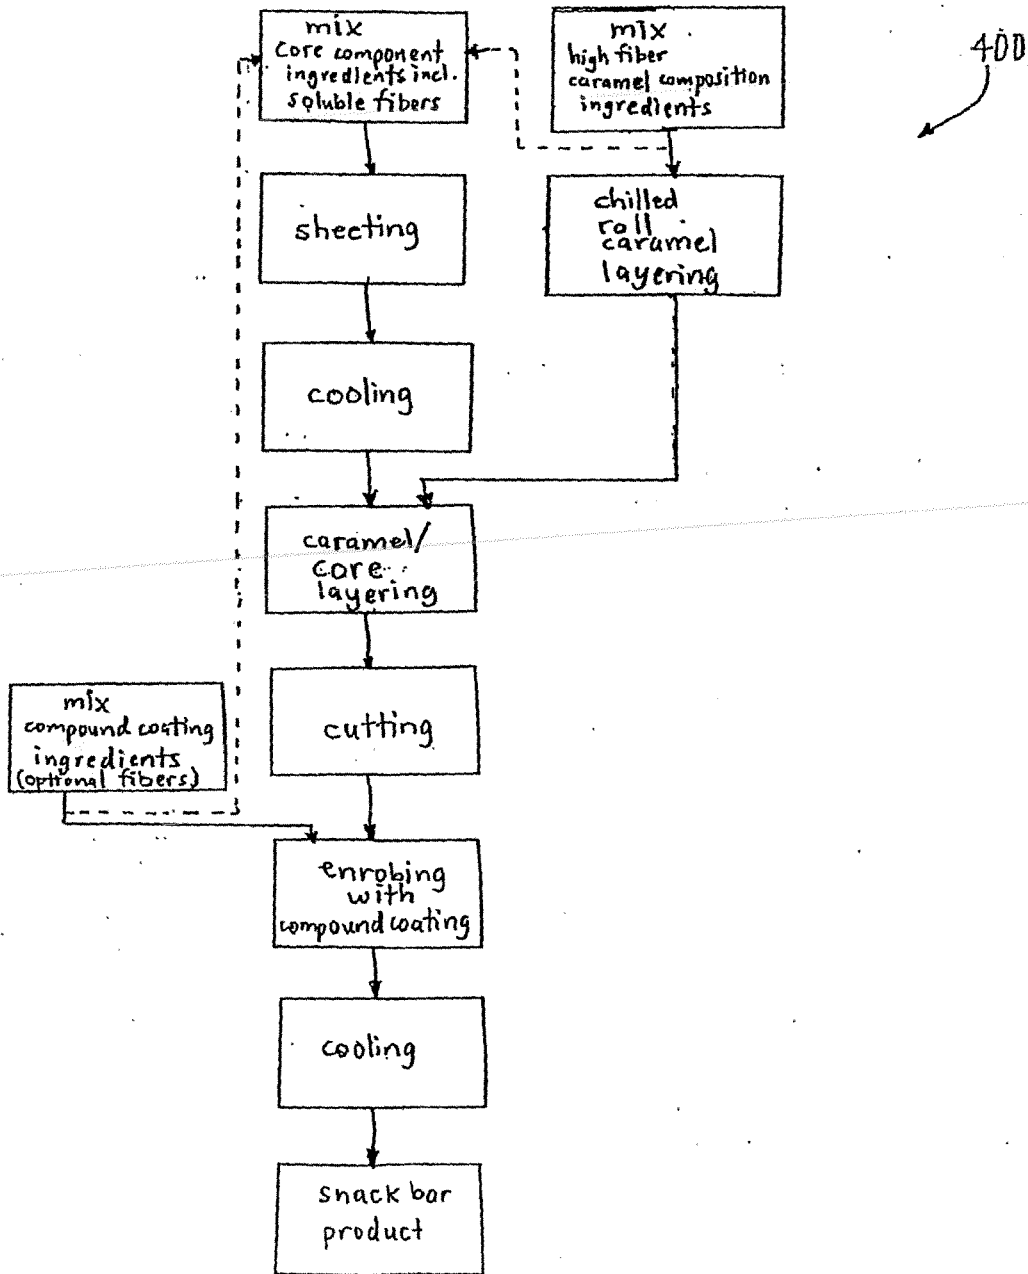 mix
core component
ingredients incl.
soluble fibers
mix
high fiber
caramel composition
ingredients
400
sheeting
chilled
roll
caramel
layering
cooling
caramel/
core
layering
mix
compound coating
ingredients
(optional fibers)
cutting
enrobing
with
compound coating
cooling
snack bar
product